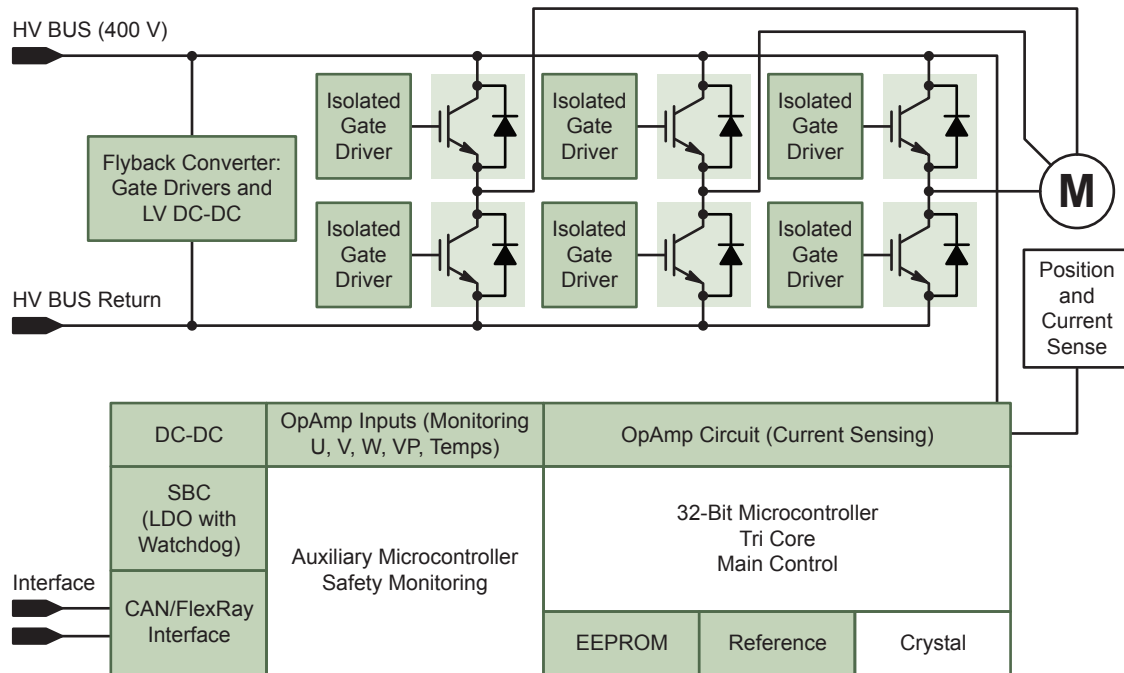 HV BUS (400 V)
Isolated
Gate
Driver
Isolated
Gate
Driver
Isolated
Gate
Driver
Flyback Converter:
Gate Drivers and
LV DC-DC
M
Isolated
Gate
Driver
Isolated
Gate
Driver
Isolated
Gate
Driver
Position
and
Current
Sense
HV BUS Return
DC-DC
OpAmp Inputs (Monitoring
U, V, W, VP, Temps)
OpAmp Circuit (Current Sensing)
SBC
(LDO with
Watchdog)
Auxiliary Microcontroller
Safety Monitoring
32-Bit Microcontroller
Tri Core
Main Control
Interface
CAN/FlexRay
Interface
EEPROM
Reference
Crystal